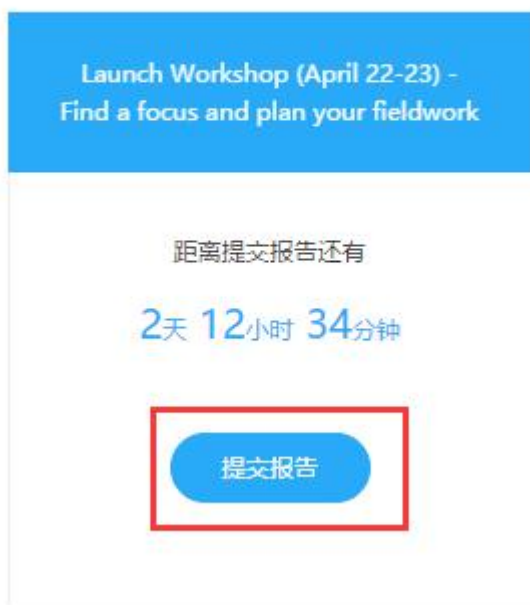 Launch Workshop (April 22-23) -
Find a focus and plan your fieldwork
距离提交报告还有
2天 12小时 34分钟
提交报告